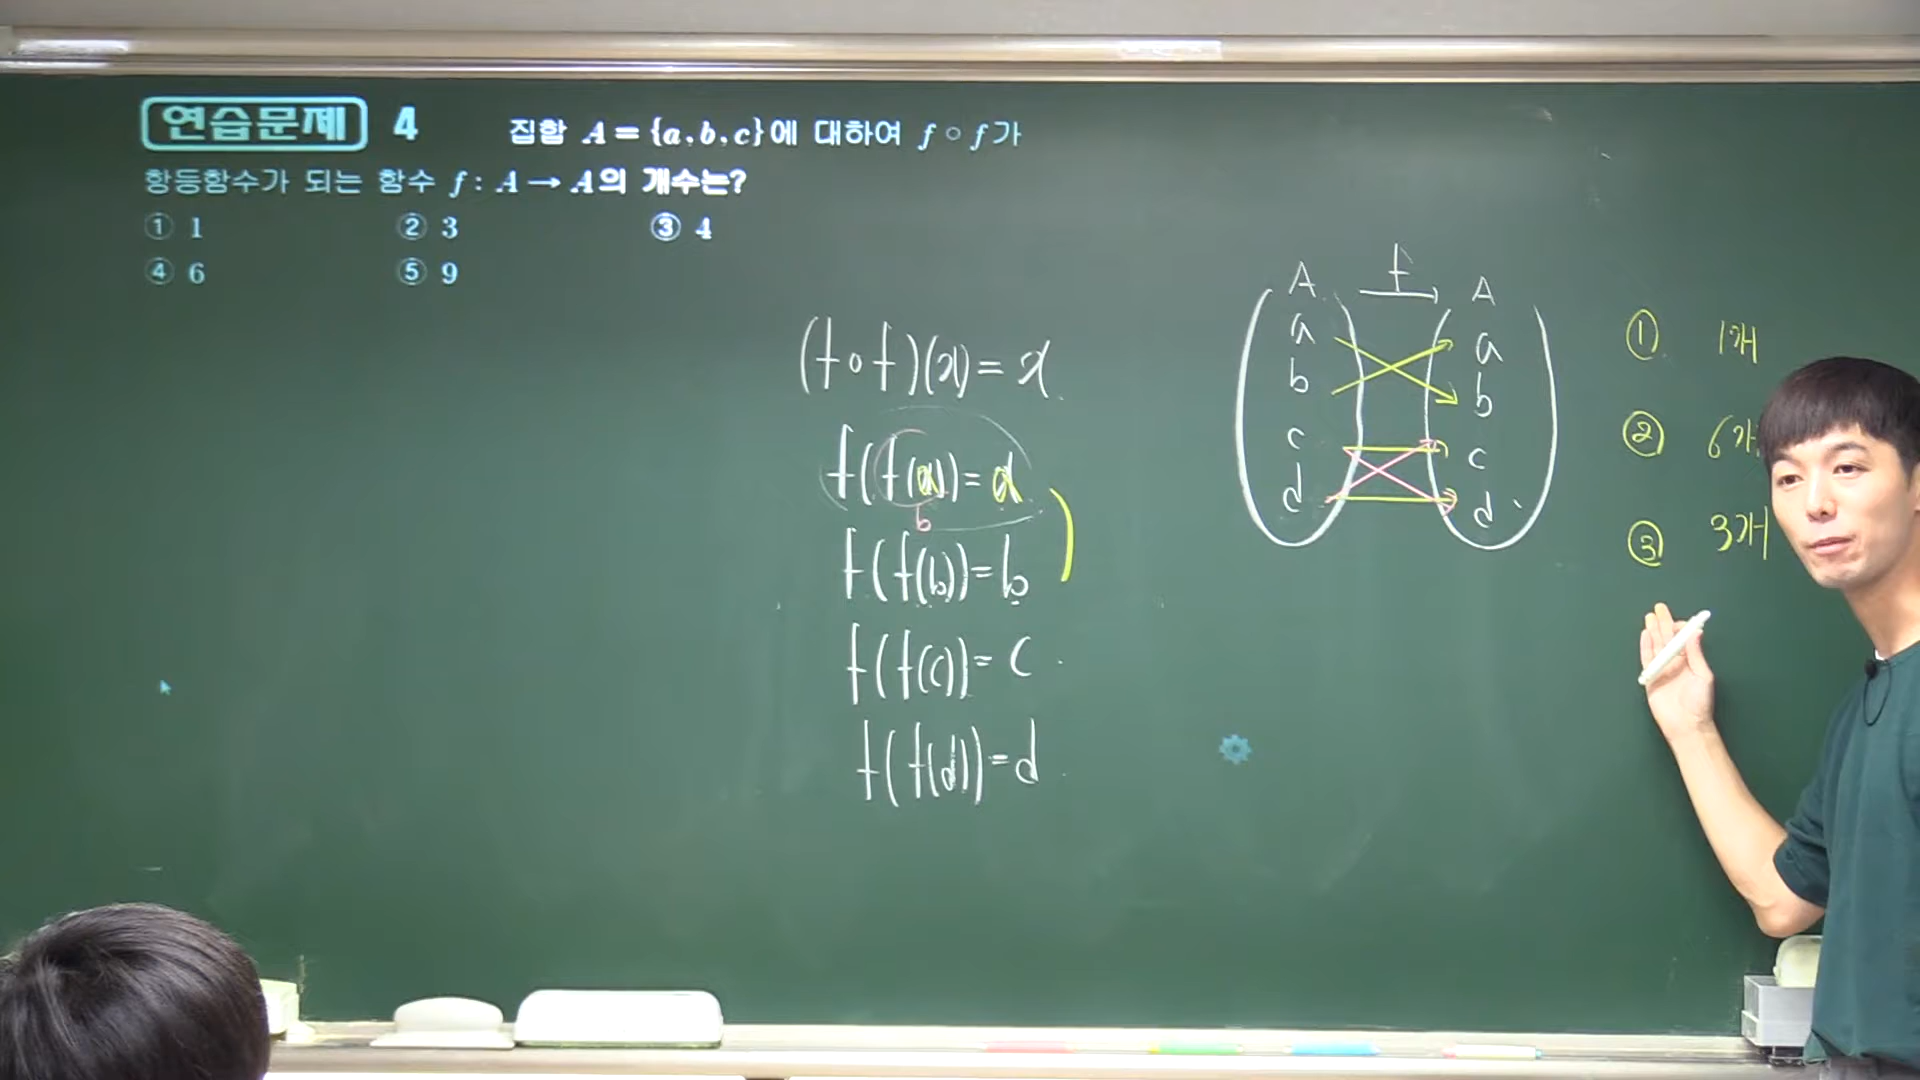 연습문제 4 집합 A = {a, b, c}에 대하여 f ∘ f가
항등함수가 되는 함수 f : A → A의 개수는?
① 1 ② 3 ③ 4
④ 6 ⑤ 9
(f∘f)(x) = x
f(f(a)) = a
b
f(f(b)) = b
f(f(c)) = c
f(f(d)) = d
f
A A
a a
b b
c c
d d
① 1개
② 6개
③ 3개